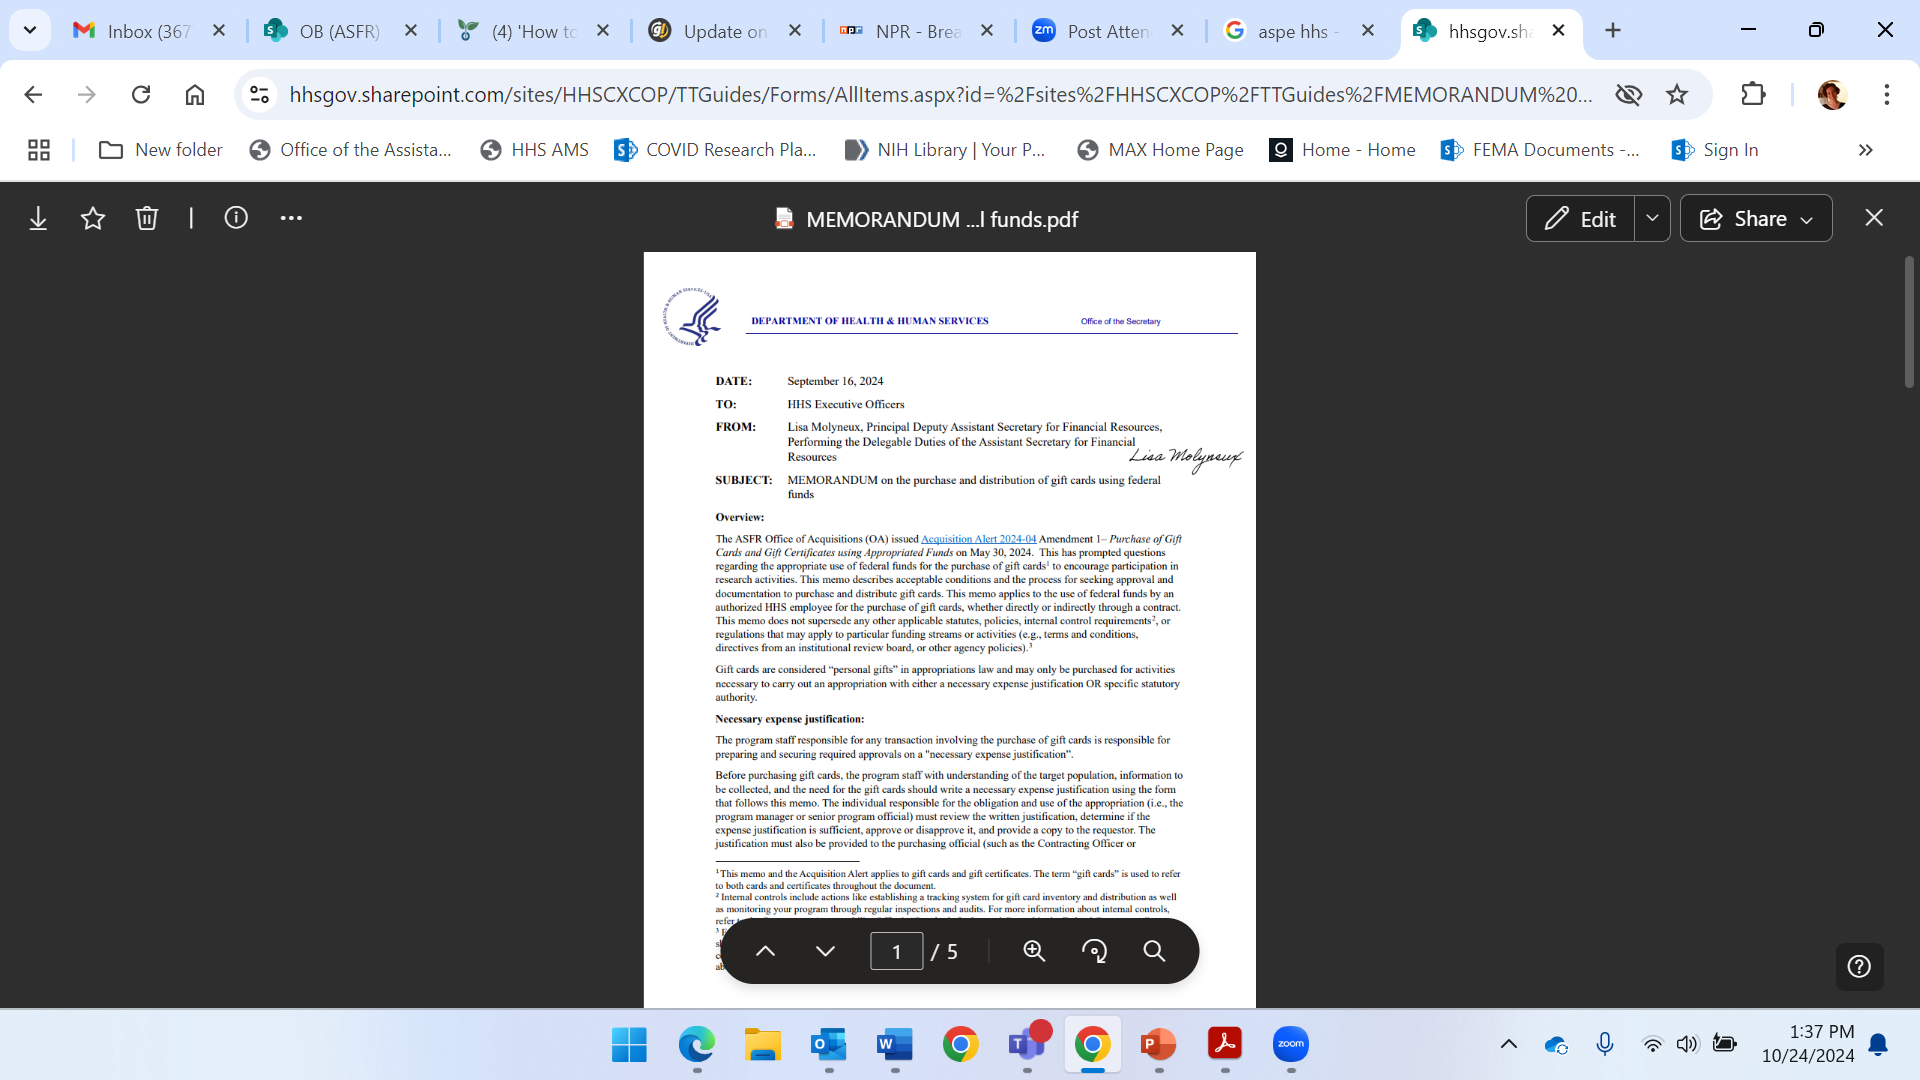 Inbox (367
OB (ASFR)
(4) 'How to
Update on
NPR - Brea
Post Atten
aspe hhs -
hhsgov.sha
hhsgov.sharepoint.com/sites/HHSCXCOP/TTGuides/Forms/AllItems.aspx?id=%2Fsites%2FHHSCXCOP%2FTTGuides%2FMEMORANDUM%20...
New folder
Office of the Assista...
HHS AMS
COVID Research Pla...
NIH Library | Your P...
MAX Home Page
Home - Home
FEMA Documents -...
Sign In
MEMORANDUM ...l funds.pdf
Edit
Share
DEPARTMENT OF HEALTH & HUMAN SERVICES
Office of the Secretary
DATE: September 16, 2024
TO: HHS Executive Officers
FROM: Lisa Molyneux, Principal Deputy Assistant Secretary for Financial Resources,
Performing the Delegable Duties of the Assistant Secretary for Financial
Resources
Lisa Molyneux
SUBJECT: MEMORANDUM on the purchase and distribution of gift cards using federal
funds
Overview:
The ASFR Office of Acquisitions (OA) issued Acquisition Alert 2024-04 Amendment 1– Purchase of Gift
Cards and Gift Certificates using Appropriated Funds on May 30, 2024. This has prompted questions
regarding the appropriate use of federal funds for the purchase of gift cards¹ to encourage participation in
research activities. This memo describes acceptable conditions and the process for seeking approval and
documentation to purchase and distribute gift cards. This memo applies to the use of federal funds by an
authorized HHS employee for the purchase of gift cards, whether directly or indirectly through a contract.
This memo does not supersede any other applicable statutes, policies, internal control requirements², or
regulations that may apply to particular funding streams or activities (e.g., terms and conditions,
directives from an institutional review board, or other agency policies).³
Gift cards are considered “personal gifts” in appropriations law and may only be purchased for activities
necessary to carry out an appropriation with either a necessary expense justification OR specific statutory
authority.
Necessary expense justification:
The program staff responsible for any transaction involving the purchase of gift cards is responsible for
preparing and securing required approvals on a "necessary expense justification".
Before purchasing gift cards, the program staff with understanding of the target population, information to
be collected, and the need for the gift cards should write a necessary expense justification using the form
that follows this memo. The individual responsible for the obligation and use of the appropriation (i.e., the
program manager or senior program official) must review the written justification, determine if the
expense justification is sufficient, approve or disapprove it, and provide a copy to the requestor. The
justification must also be provided to the purchasing official (such as the Contracting Officer or
¹ This memo and the Acquisition Alert applies to gift cards and gift certificates. The term “gift cards” is used to refer
to both cards and certificates throughout the document.
² Internal controls include actions like establishing a tracking system for gift card inventory and distribution as well
as monitoring your program through regular inspections and audits. For more information about internal controls,
refer
1 / 5
zoom
1:37 PM
10/24/2024